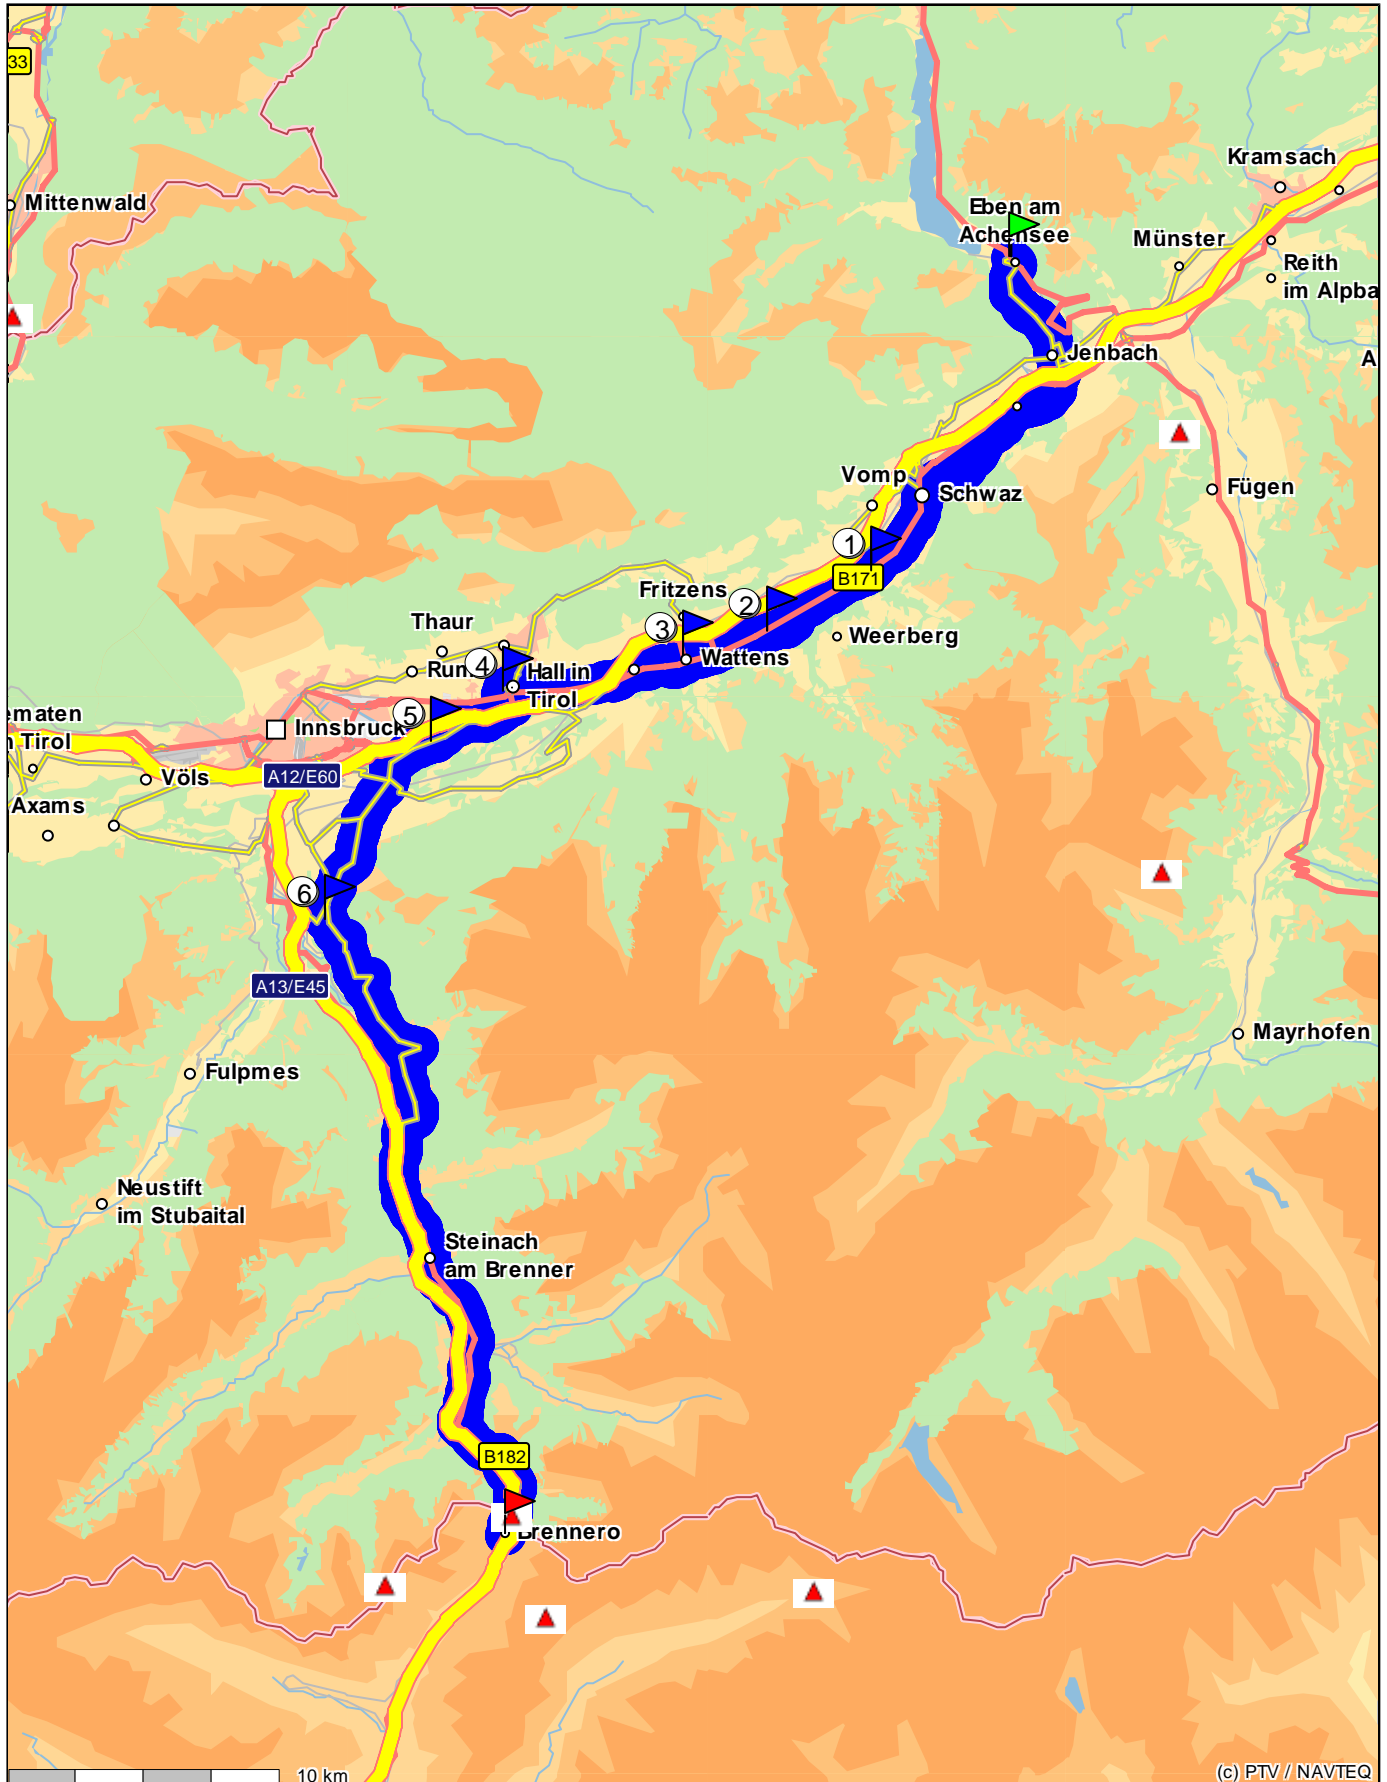 33
Kramsach
Mittenwald
Eben am
Achensee
Münster
Reith
im Alpba
Jenbach
A
Vomp
Schwaz
Fügen
1
B171
Fritzens
2
Thaur
3
Weerberg
Wattens
4
Rum
Hall in
Tirol
5
ematen
n Tirol
Innsbruck
Völs
A12/E60
Axams
6
A13/E45
Mayrhofen
Fulpmes
Neustift
im Stubaital
Steinach
am Brenner
B182
Brennero
10 km
(c) PTV / NAVTEQ